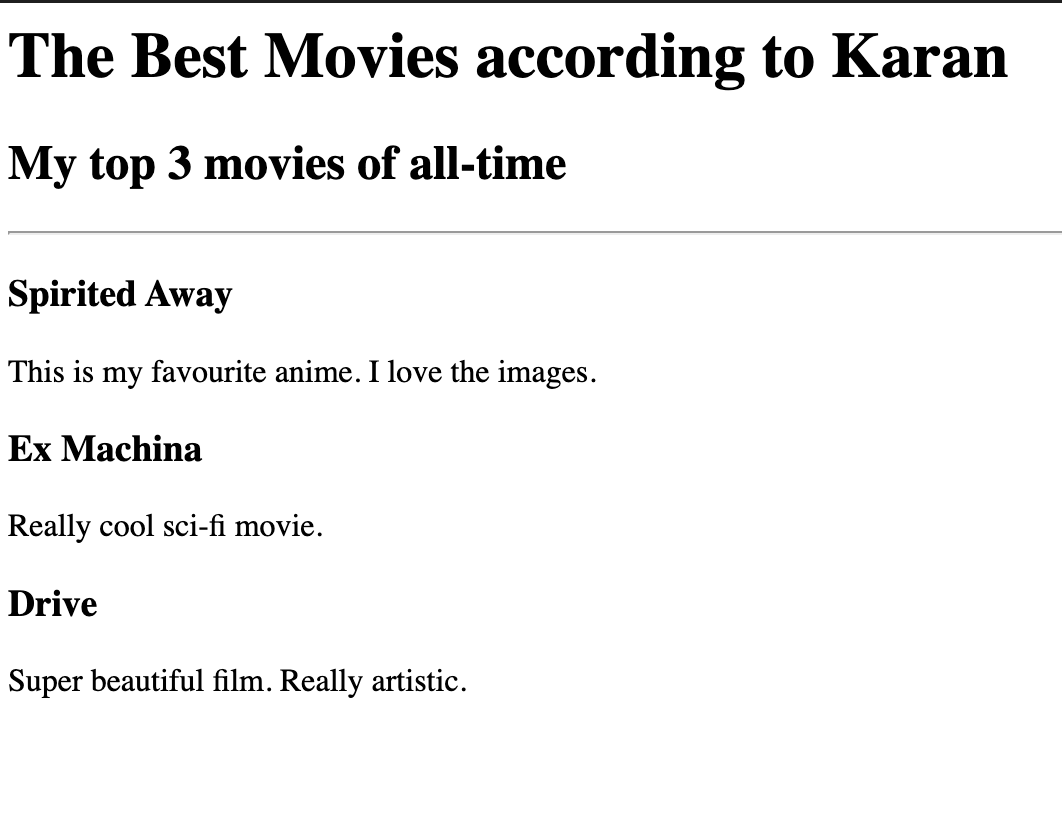 The Best Movies according to Karan
My top 3 movies of all-time
Spirited Away
This is my favourite anime. I love the images.
Ex Machina
Really cool sci-fi movie.
Drive
Super beautiful film. Really artistic.